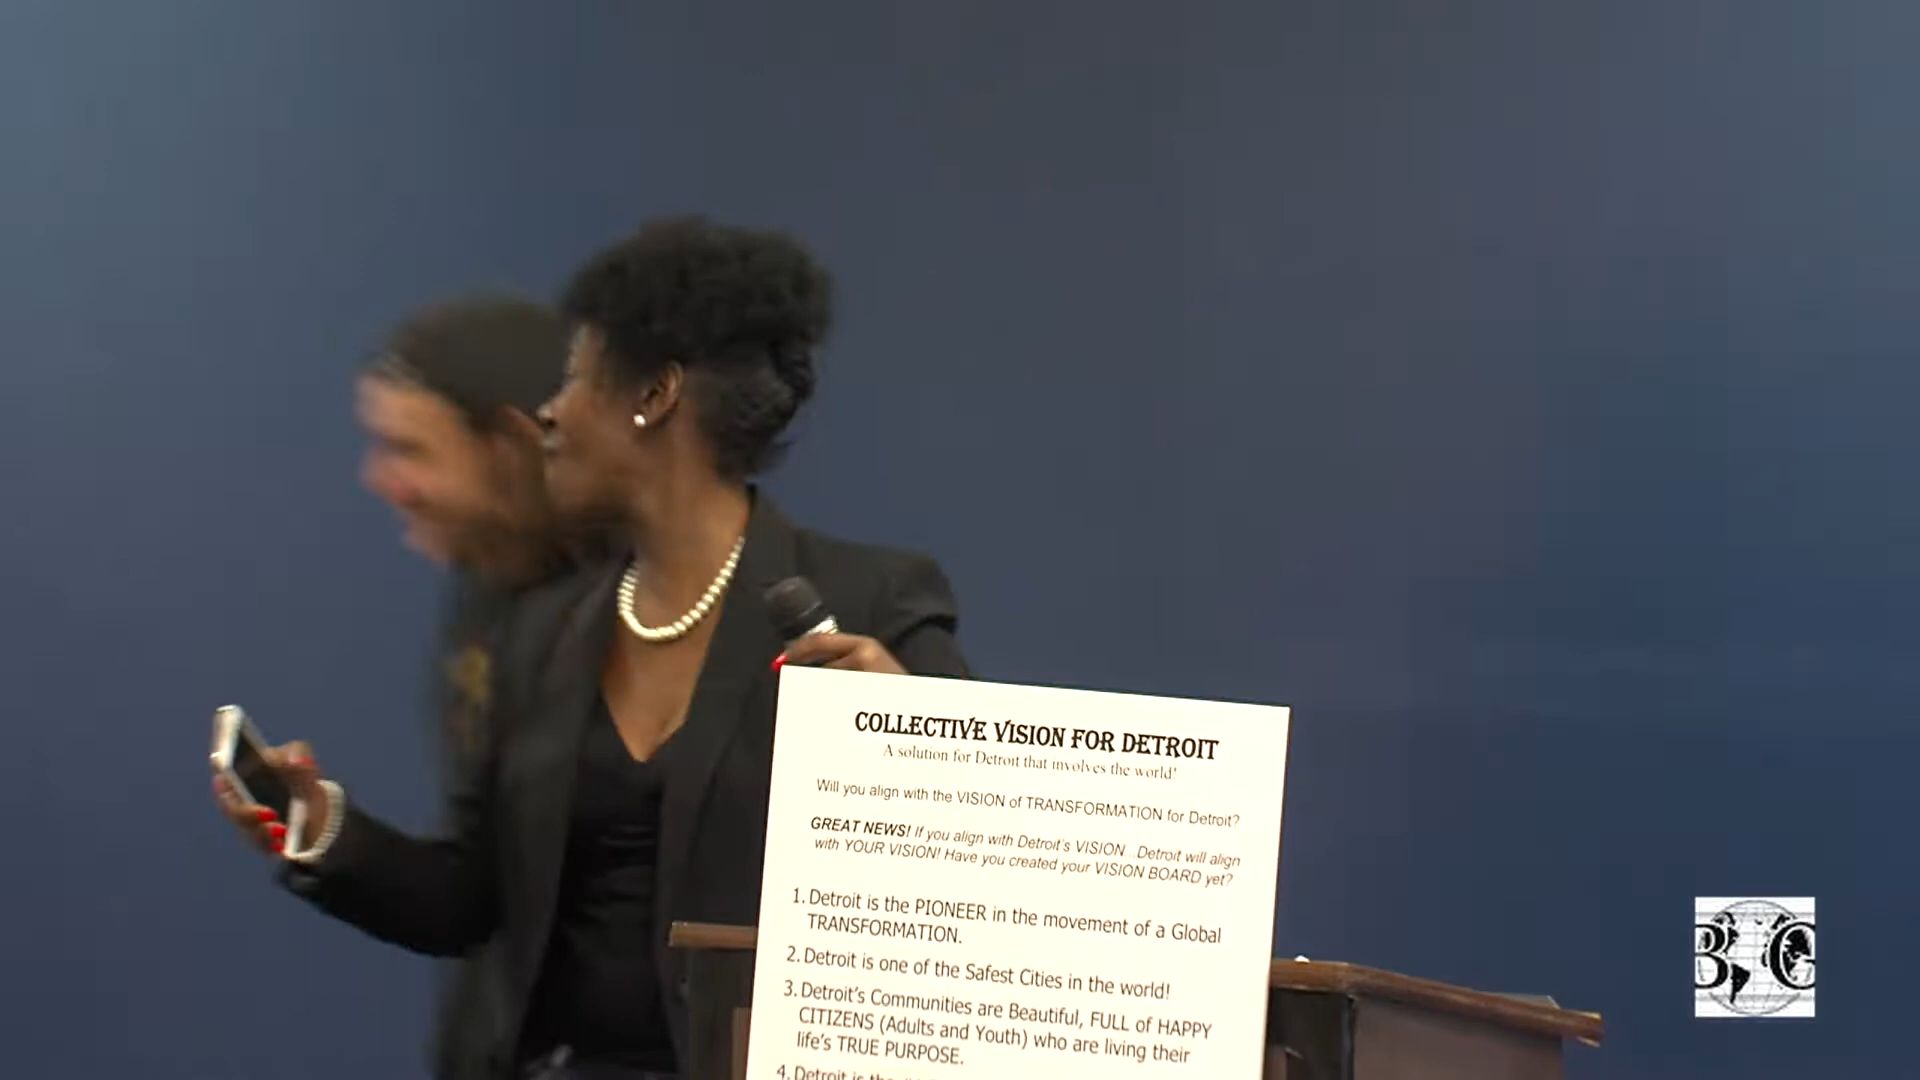 COLLECTIVE VISION FOR DETROIT
A solution for Detroit that involves the world!
Will you align with the VISION of TRANSFORMATION for Detroit?
GREAT NEWS! If you align with Detroit's VISION...Detroit will align
with YOUR VISION! Have you created your VISION BOARD yet?
1. Detroit is the PIONEER in the movement of a Global
TRANSFORMATION.
2. Detroit is one of the Safest Cities in the world!
3. Detroit's Communities are Beautiful, FULL of HAPPY
CITIZENS (Adults and Youth) who are living their
life's TRUE PURPOSE.
4. Detroit is the
B C